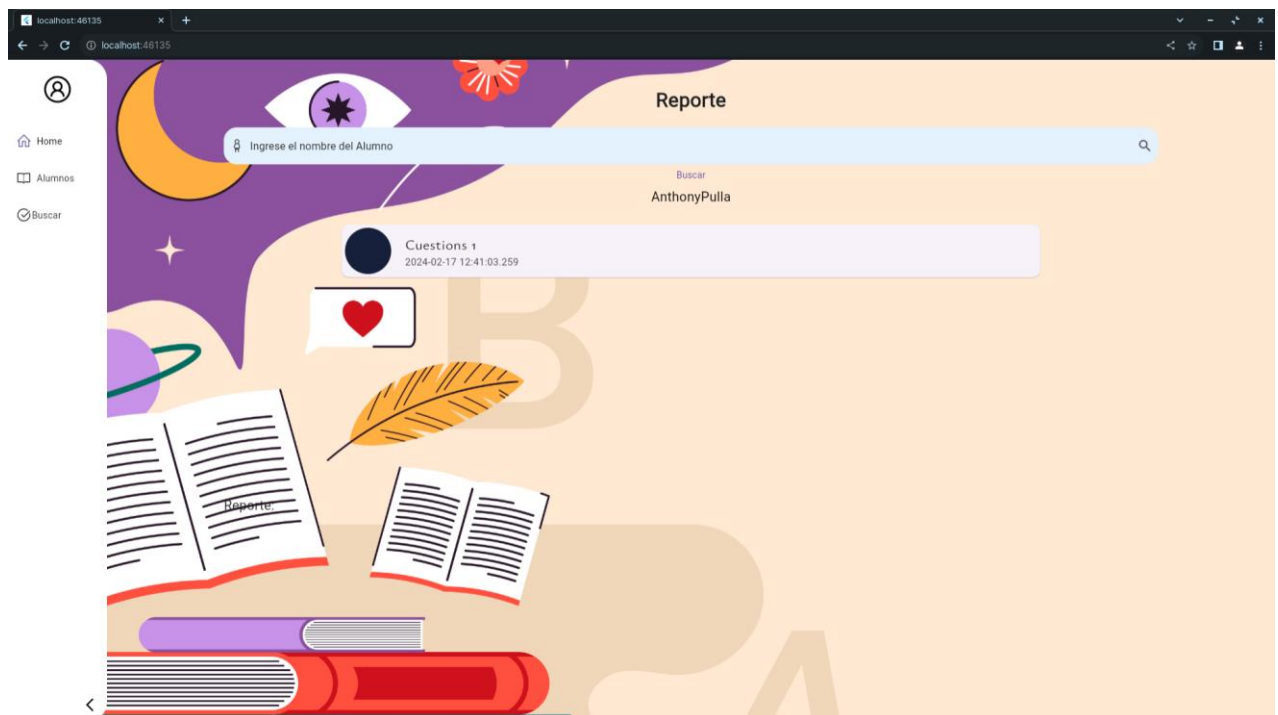 localhost:46135
localhost:46135
Reporte
Home
Ingrese el nombre del Alumno
Alumnos
Buscar
AnthonyPulla
Buscar
Cuestions 1
2024-02-17 12:41:03.259
B
Reporte:
A